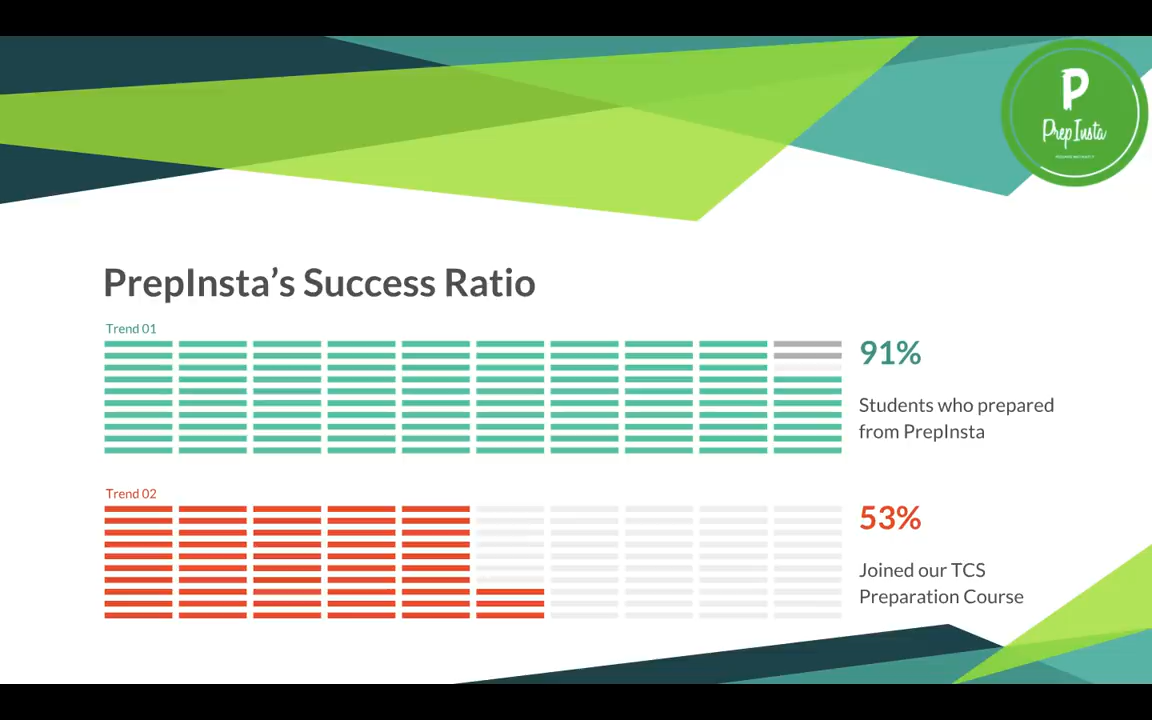 P
PrepInsta
PrepInsta's Success Ratio
Trend 01
91%
Students who prepared
from PrepInsta
Trend 02
53%
Joined our TCS
Preparation Course